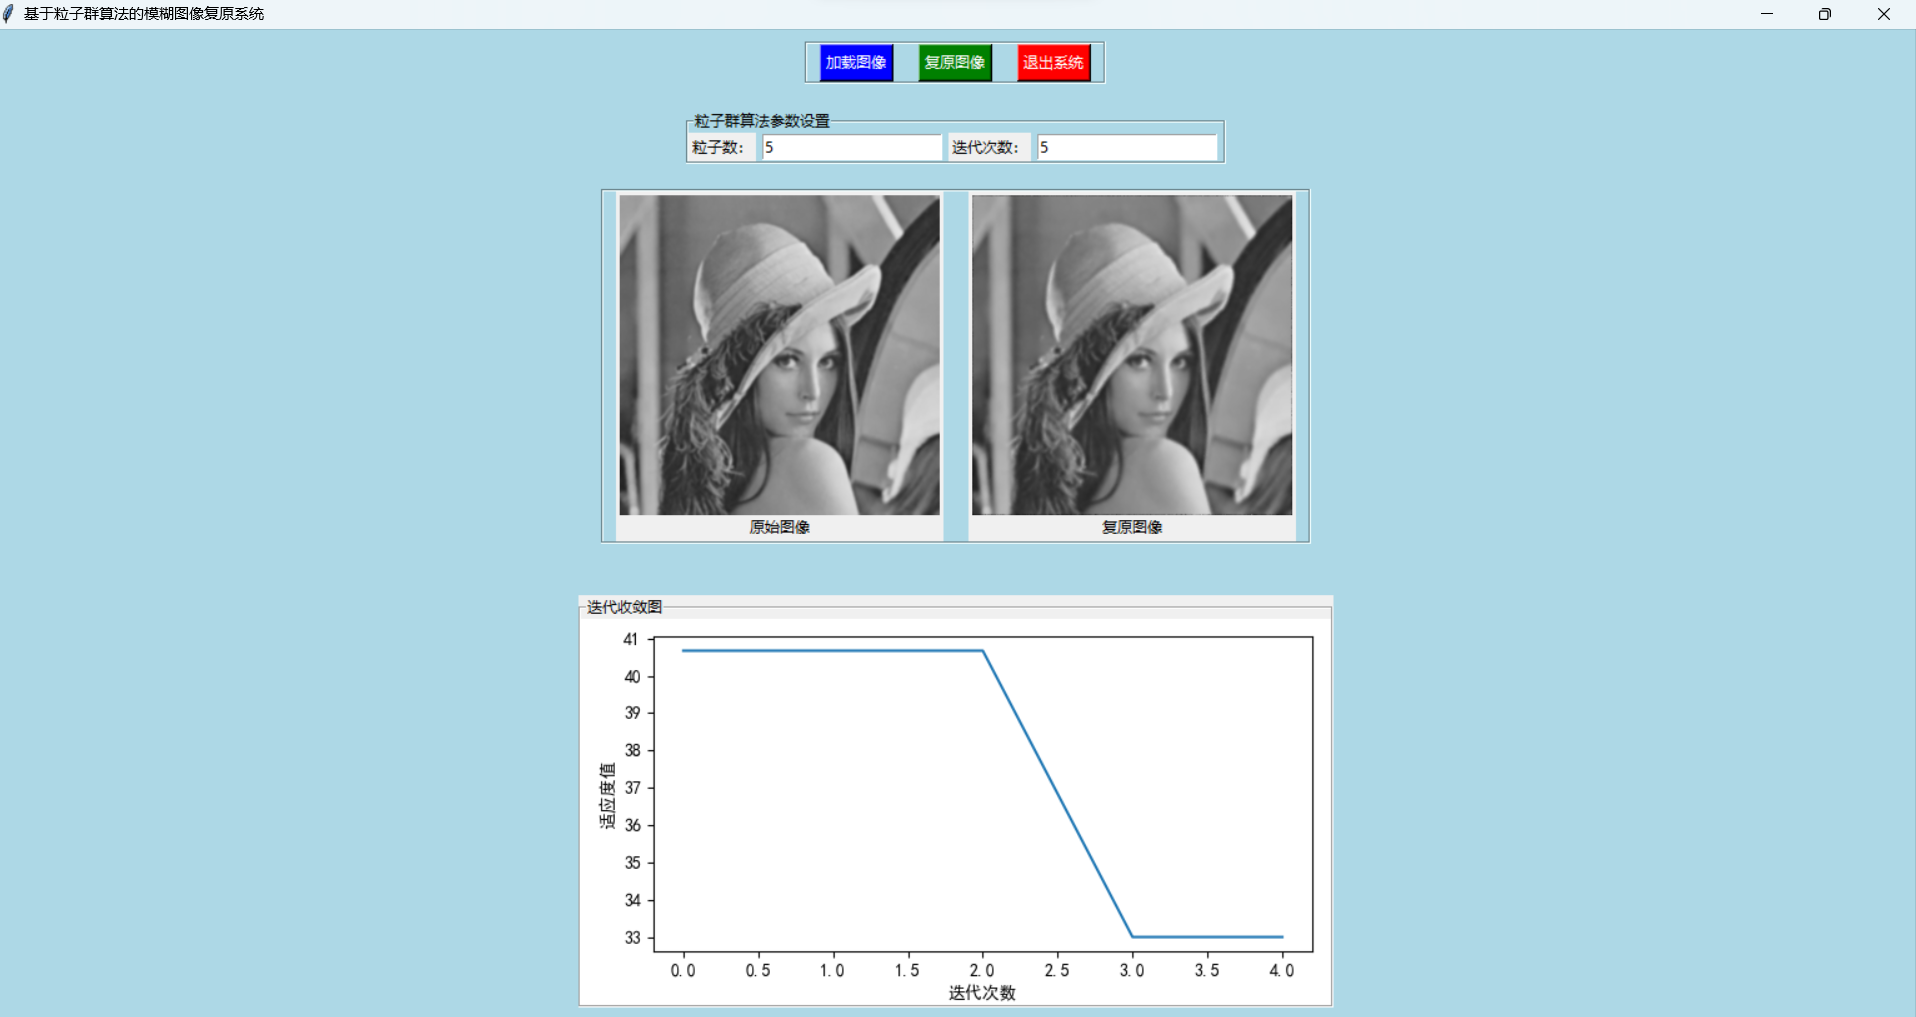 基于粒子群算法的模糊图像复原系统
加载图像 复原图像 退出系统
粒子群算法参数设置
粒子数： 5 迭代次数： 5
原始图像 复原图像
迭代收敛图
41
40
39
38
37
36
35
34
33
适应度值
0.0 0.5 1.0 1.5 2.0 2.5 3.0 3.5 4.0
迭代次数